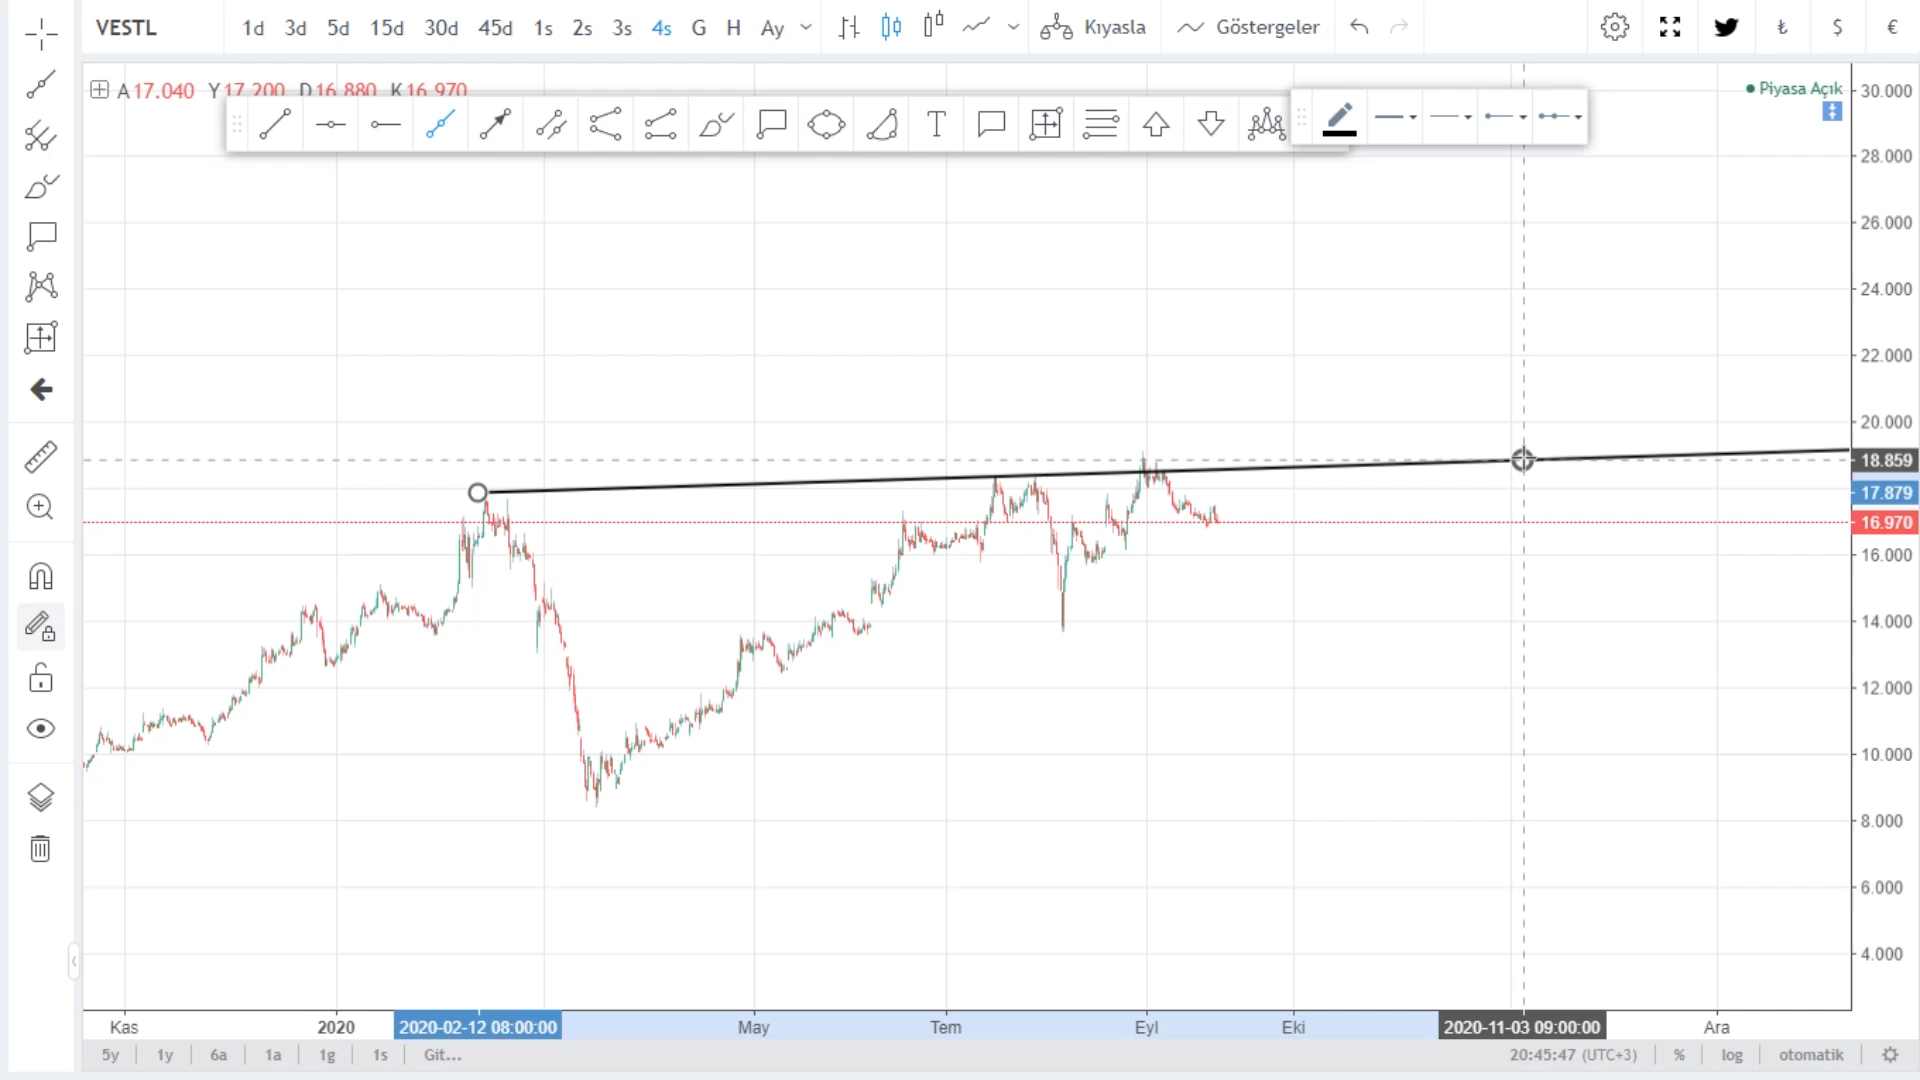 VESTL 1d 3d 5d 15d 30d 45d 1s 2s 3s 4s G H Ay Kıyasla Göstergeler ₺ $ €
A17.040 Y17.200 D16.880 K16.970
T
Piyasa Açık
30.000
28.000
26.000
24.000
22.000
20.000
18.859
17.879
16.970
16.000
14.000
12.000
10.000
8.000
6.000
4.000
Kas 2020 2020-02-12 08:00:00 May Tem Eyl Eki 2020-11-03 09:00:00 Ara
5y 1y 6a 1a 1g 1s Git... 20:45:47 (UTC+3) % log otomatik